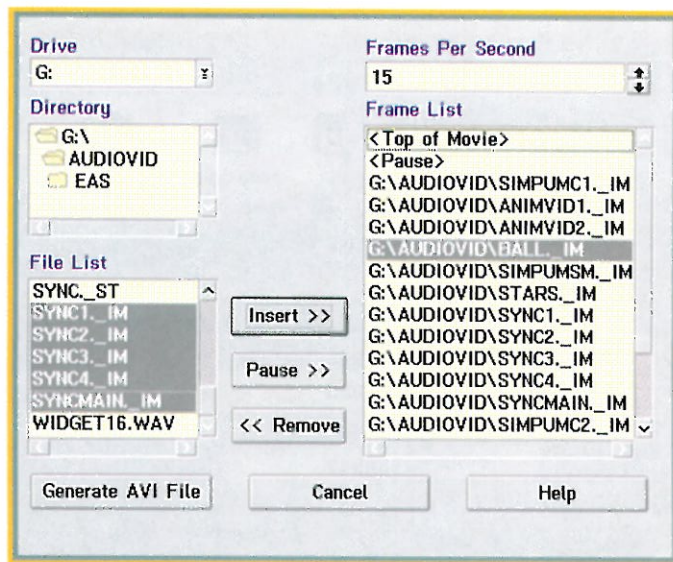 Drive
G:
Directory
G:\
AUDIOVID
EAS
File List
SYNC._ST
SYNC1._IM
SYNC2._IM
SYNC3._IM
SYNC4._IM
SYNCMAIN._IM
WIDGET16.WAV
Insert >>
Pause >>
<< Remove
Frames Per Second
15
Frame List
<Top of Movie>
<Pause>
G:\AUDIOVID\SIMPUMC1._IM
G:\AUDIOVID\ANIMVID1._IM
G:\AUDIOVID\ANIMVID2._IM
G:\AUDIOVID\BALL._IM
G:\AUDIOVID\SIMPUMSM._IM
G:\AUDIOVID\STARS._IM
G:\AUDIOVID\SYNC1._IM
G:\AUDIOVID\SYNC2._IM
G:\AUDIOVID\SYNC3._IM
G:\AUDIOVID\SYNC4._IM
G:\AUDIOVID\SYNCMAIN._IM
G:\AUDIOVID\SIMPUMC2._IM
Generate AVI File
Cancel
Help